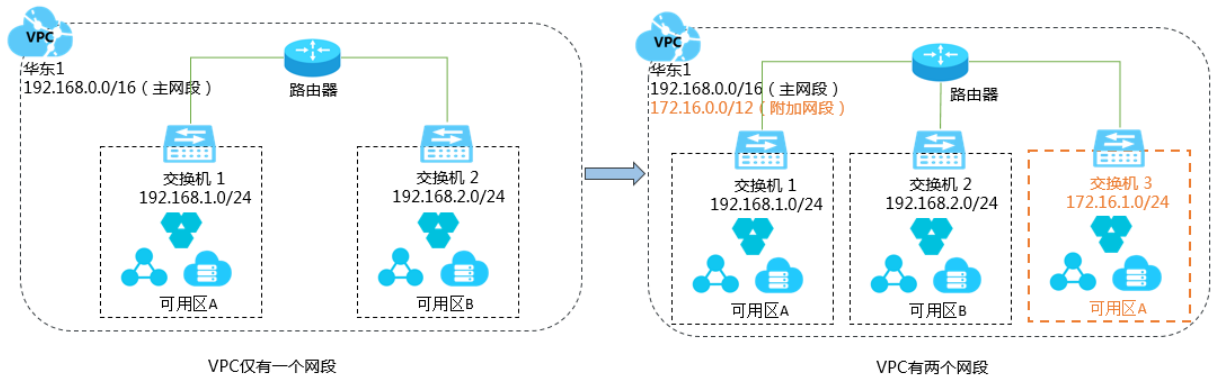 VPC
华东1
192.168.0.0/16（主网段）
路由器
交换机 1
192.168.1.0/24
可用区A
交换机 2
192.168.2.0/24
可用区B
VPC仅有一个网段
VPC
华东1
192.168.0.0/16（主网段）
172.16.0.0/12（附加网段）
路由器
交换机 1
192.168.1.0/24
可用区A
交换机 2
192.168.2.0/24
可用区B
交换机 3
172.16.1.0/24
可用区A
VPC有两个网段